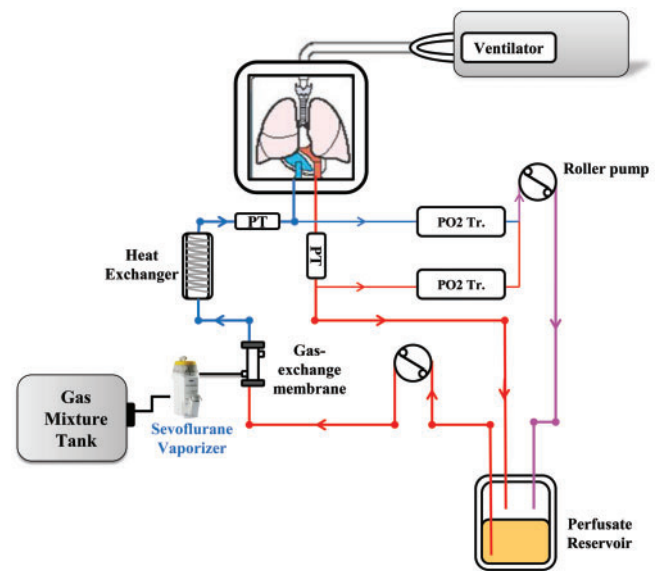 Ventilator
Roller pump
PT
PO2 Tr.
Heat
Exchanger
PT
PO2 Tr.
Gas-
exchange
membrane
Gas
Mixture
Tank
Sevoflurane
Vaporizer
Perfusate
Reservoir